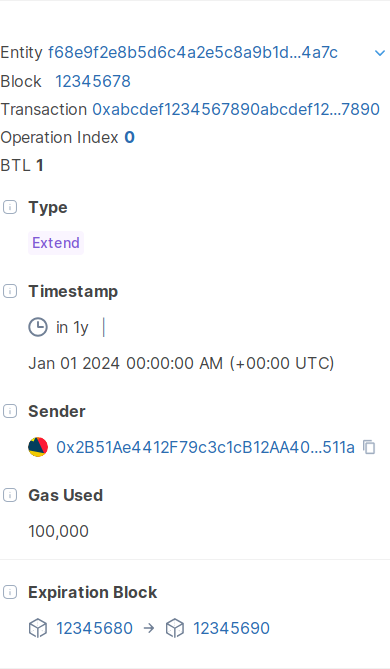 Entity f68e9f2e8b5d6c4a2e5c8a9b1d...4a7c
Block 12345678
Transaction 0xabcdef1234567890abcdef12...7890
Operation Index 0
BTL 1
Type
Extend
Timestamp
in 1y |
Jan 01 2024 00:00:00 AM (+00:00 UTC)
Sender
0x2B51Ae4412F79c3c1cB12AA40...511a
Gas Used
100,000
Expiration Block
12345680 → 12345690